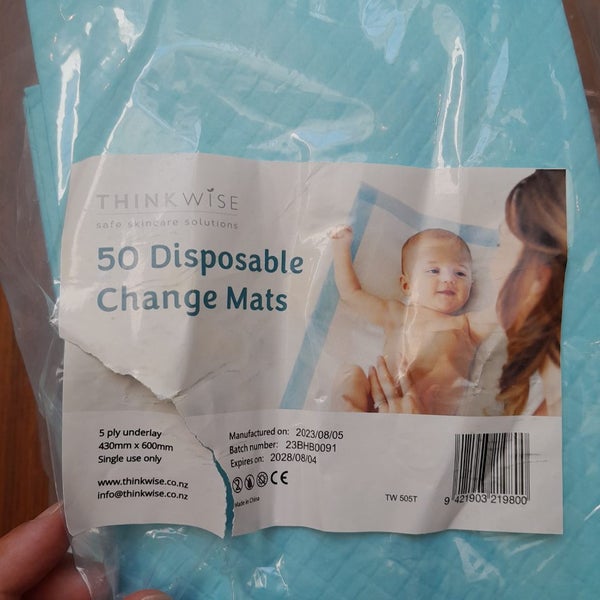 THINKWISE
safe skincare solutions
50 Disposable
Change Mats
5 ply underlay
430mm x 600mm
Single use only
www.thinkwise.co.nz
info@thinkwise.co.nz
Manufactured on: 2023/08/05
Batch number: 23BHB0091
Expires on: 2028/08/04
CE
Made in China
TW 505T
9 421903 219800